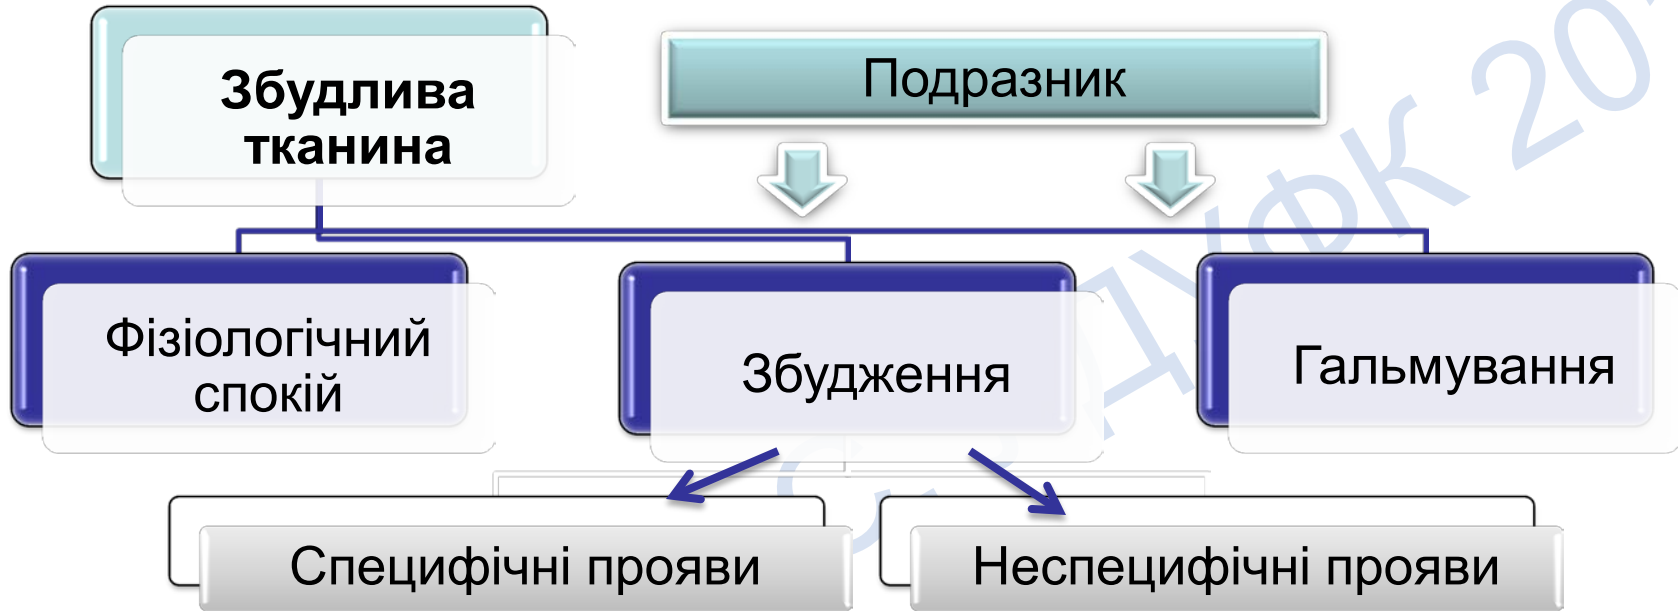 Збудлива
тканина
Подразник
Фізіологічний
спокій
Збудження
Гальмування
Специфічні прояви
Неспецифічні прояви